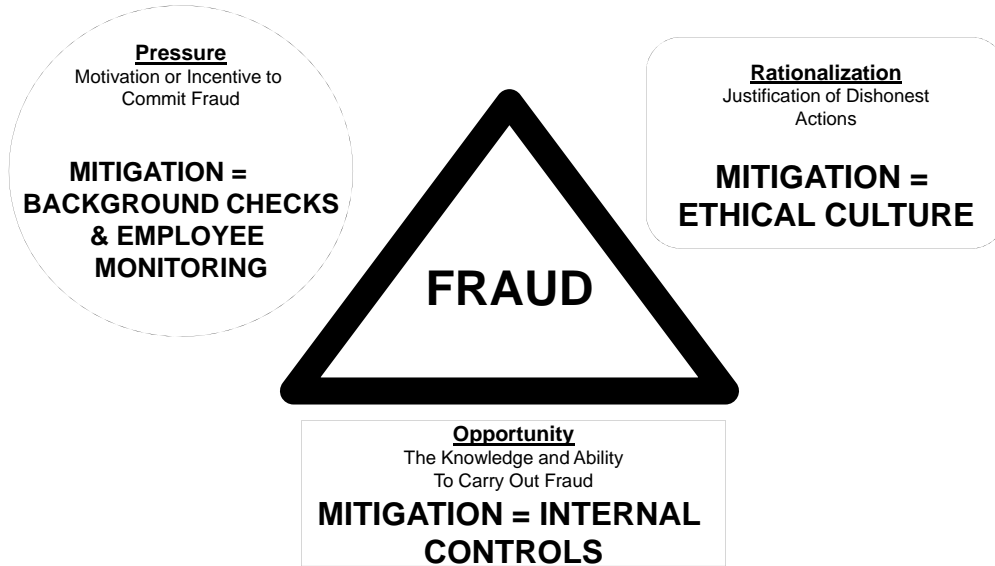 Pressure
Motivation or Incentive to
Commit Fraud
MITIGATION =
BACKGROUND CHECKS
& EMPLOYEE
MONITORING
Rationalization
Justification of Dishonest
Actions
MITIGATION =
ETHICAL CULTURE
FRAUD
Opportunity
The Knowledge and Ability
To Carry Out Fraud
MITIGATION = INTERNAL
CONTROLS